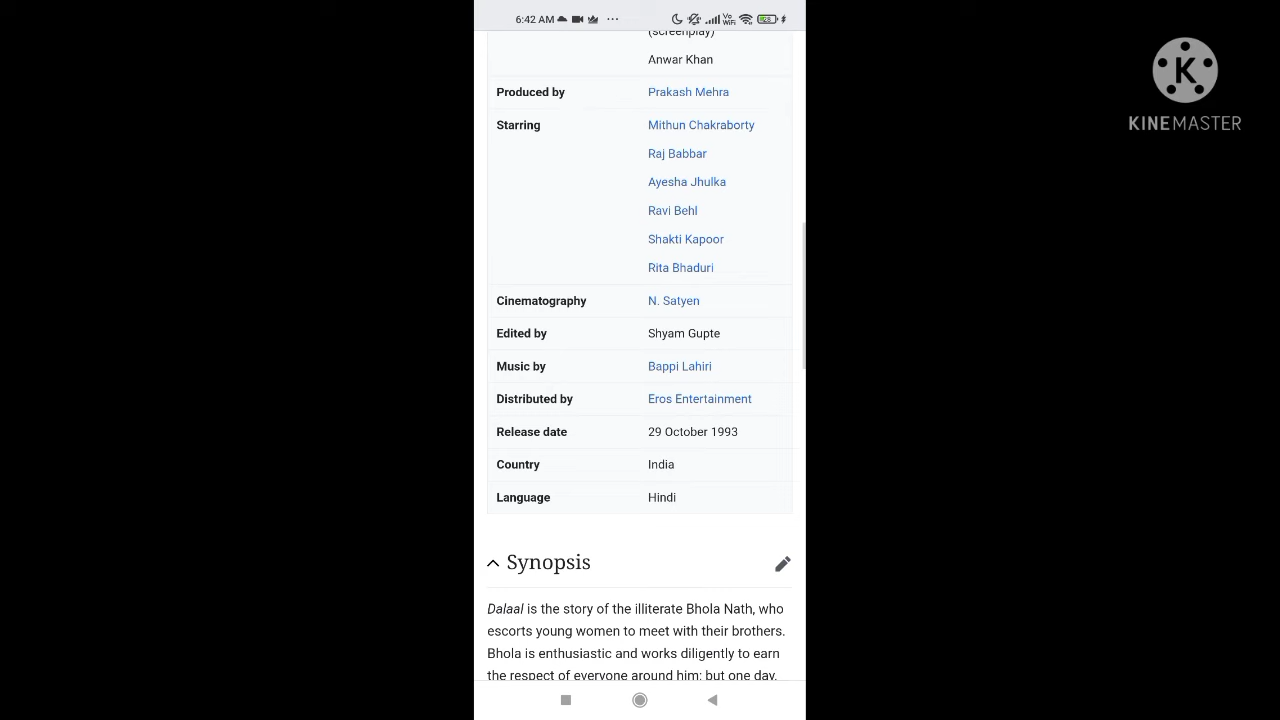 6:42 AM
KINEMASTER
(screenplay)
Anwar Khan
Produced by Prakash Mehra
Starring Mithun Chakraborty
Raj Babbar
Ayesha Jhulka
Ravi Behl
Shakti Kapoor
Rita Bhaduri
Cinematography N. Satyen
Edited by Shyam Gupte
Music by Bappi Lahiri
Distributed by Eros Entertainment
Release date 29 October 1993
Country India
Language Hindi
Synopsis
Dalaal is the story of the illiterate Bhola Nath, who
escorts young women to meet with their brothers.
Bhola is enthusiastic and works diligently to earn
the respect of everyone around him; but one day,